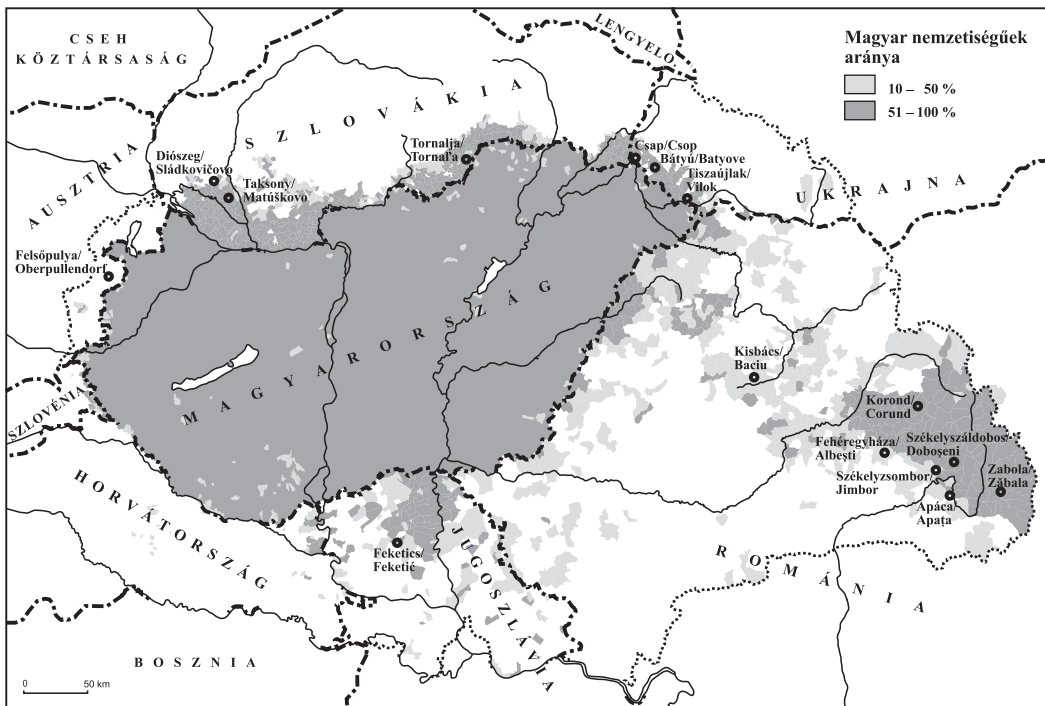 CSEH
KÖZTÁRSASÁG
LENGYELO.
Magyar nemzetiségűek
aránya
10 – 50 %
51 – 100 %
SZLOVÁKIA
AUSZTRIA
Diószeg/
Sládkovičovo
Taksony/
Matúškovo
Tornalja/
Tornal'a
Csap/Csop
Bátyú/Batyove
Tiszaújlak/
Vilok
UKRAJNA
Felsőpulya/
Oberpullendorf
MAGYARORSZÁG
SZLOVÉNIA
Kisbács/
Baciu
Korond/
Corund
Fehéregyháza/
Albeşti
Székelyszáldobos/
Doboşeni
Székelyzsombor/
Jimbor
Zabola/
Zăbala
Apáca/
Apaţa
HORVÁTORSZÁG
Feketics/
Feketić
JUGOSZLÁVIA
ROMÁNIA
BOSZNIA
0 50 km